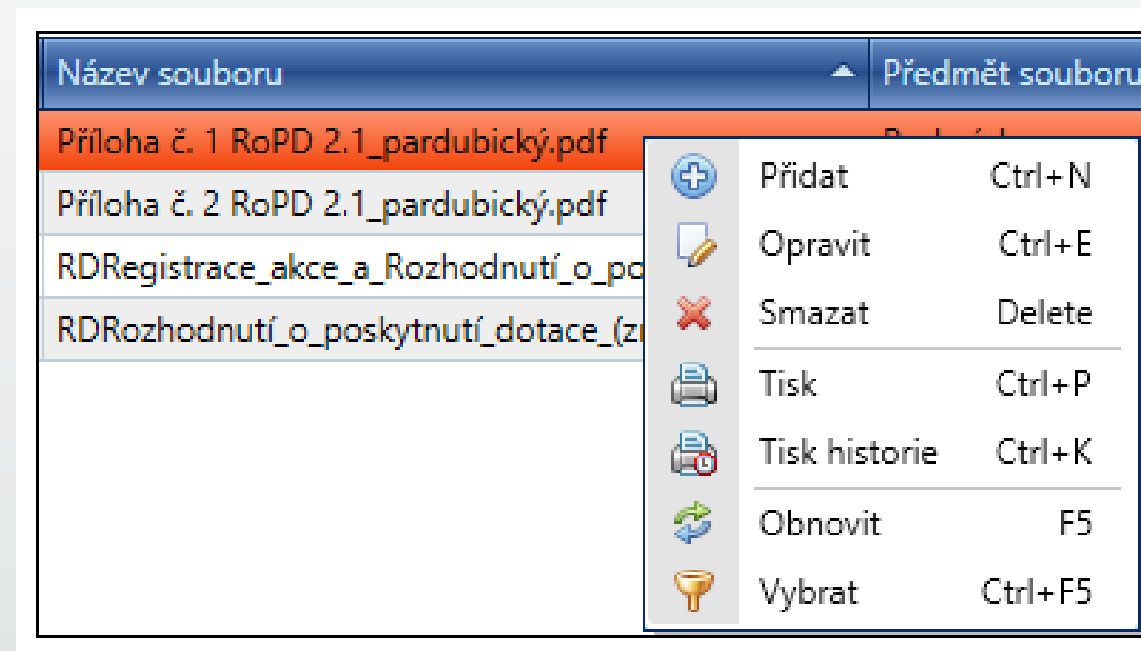 Název souboru Předmět souboru
Příloha č. 1 RoPD 2.1_pardubický.pdf
Příloha č. 2 RoPD 2.1_pardubický.pdf
RDRegistrace_akce_a_Rozhodnutí_o_po
RDRozhodnutí_o_poskytnutí_dotace_(z
Přidat Ctrl+N
Opravit Ctrl+E
Smazat Delete
Tisk Ctrl+P
Tisk historie Ctrl+K
Obnovit F5
Vybrat Ctrl+F5